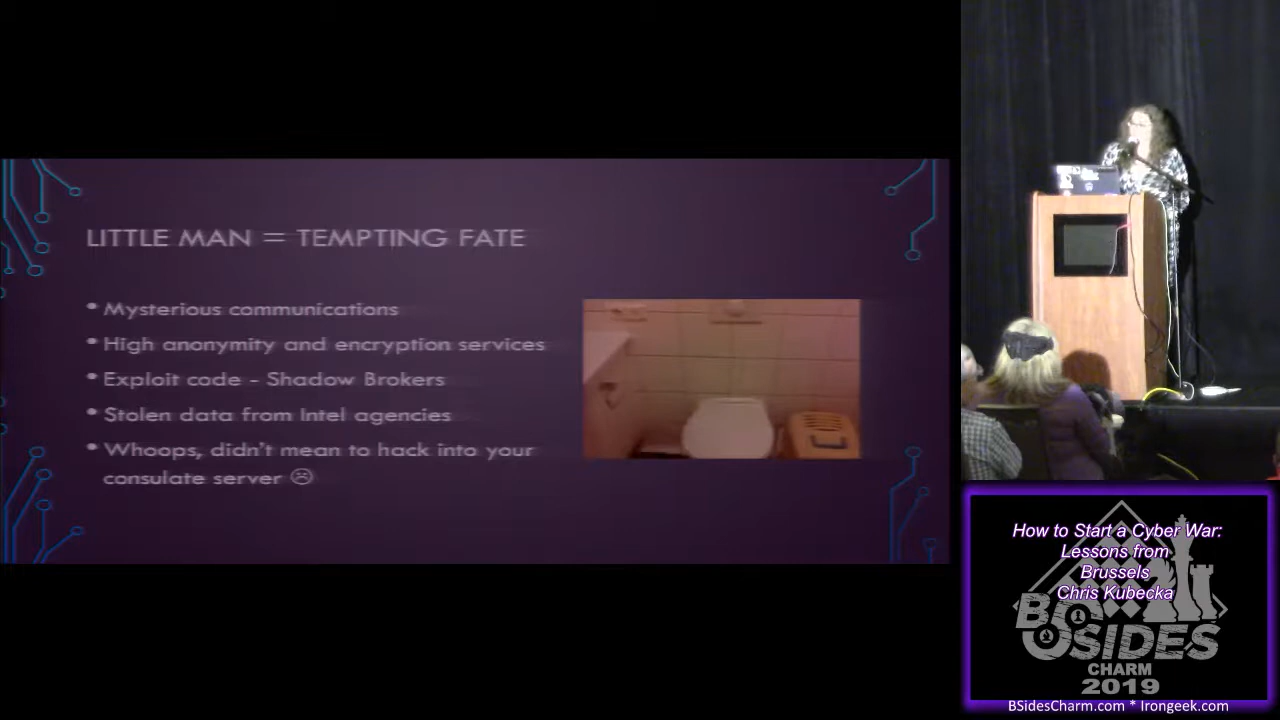 LITTLE MAN = TEMPTING FATE
• Mysterious communications
• High anonymity and encryption services
• Exploit code - Shadow Brokers
• Stolen data from Intel agencies
• Whoops, didn't mean to hack into your
consulate server ☹
How to Start a Cyber War:
Lessons from
Brussels
Chris Kubecka
BSIDES
CHARM
2019
BSidesCharm.com * Irongeek.com